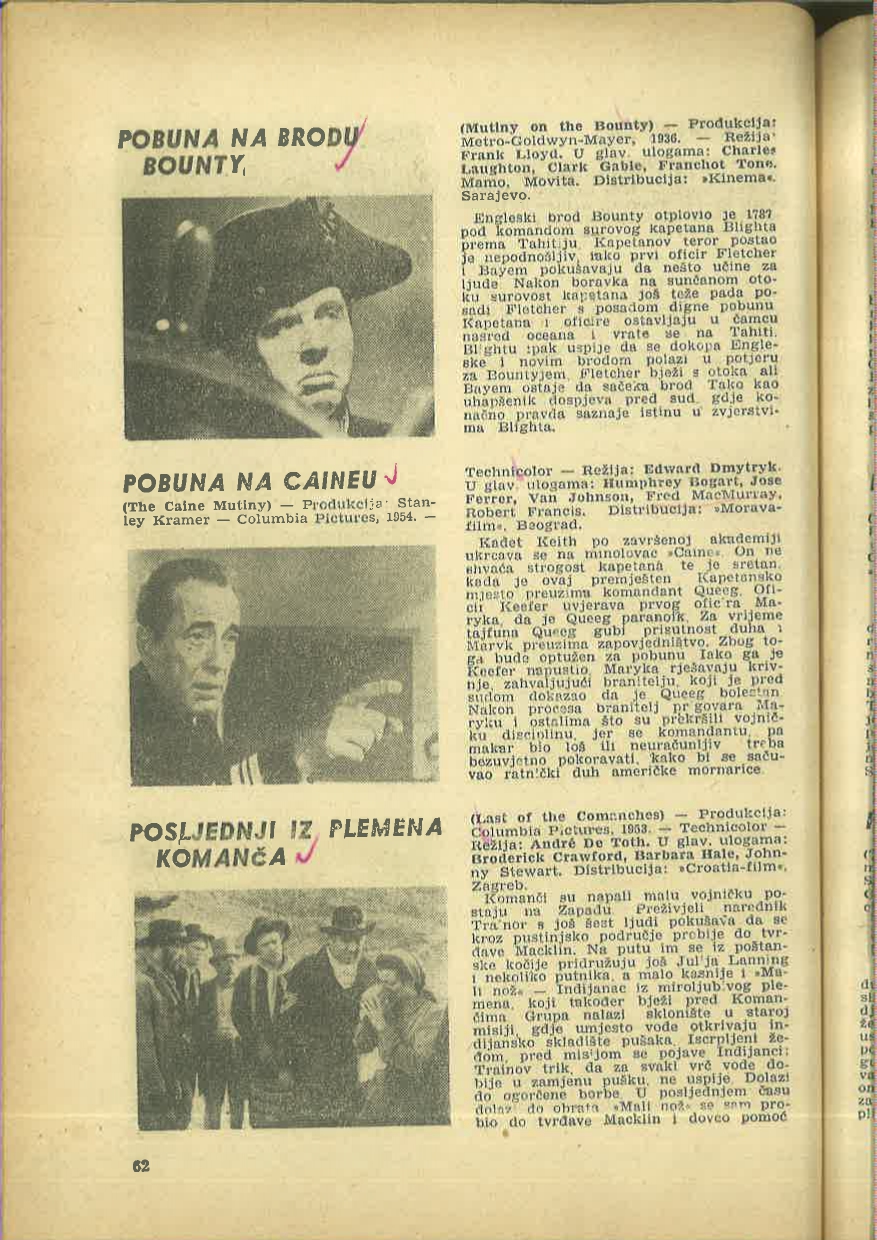 POBUNA NA BRODU
BOUNTY
(Mutiny on the Bounty) — Produkcija:
Metro-Goldwyn-Mayer, 1936. — Režija:
Frank Lloyd. U glav. ulogama: Charles
Laughton, Clark Gable, Franchot Tone.
Mamo, Movita. Distribucija: »Kinema«.
Sarajevo.
Engleski brod Bounty otplovio je 1787
pod komandom surovog kapetana Blighta
prema Tahitiju. Kapetanov teror postao
je nepodnošljiv, iako prvi oficir Fletcher
i Bayem pokušavaju da nešto učine za
ljude Nakon boravka na sunčanom oto-
ku surovost kapetana još teže pada po-
sadi Fletcher s posadom digne pobunu
Kapetana i oficire ostavljaju u čamcu
nasred oceana i vrate se na Tahiti.
Blightu ipak uspije da se dokopa Engle-
ske i novim brodom polazi u potjeru
za Bountyjem. Fletcher bježi s otoka ali
Bayem ostaje da sačeka brod Tako kao
uhapšenik dospjeva pred sud, gdje ko-
načno pravda saznaje istinu u zvjerstvi-
ma Blighta.
POBUNA NA CAINEU
(The Caine Mutiny) — Produkcija: Stan-
ley Kramer — Columbia Pictures, 1954. —
Technicolor — Režija: Edward Dmytryk.
U glav. ulogama: Humphrey Bogart, Jose
Ferrer, Van Johnson, Fred MacMurray,
Robert Francis. Distribucija: »Morava-
film«, Beograd.
Kadet Keith po završenoj akademiji
ukrcava se na minolovac »Caine«. On ne
shvaća strogost kapetana te je sretan,
kada je ovaj premješten Kapetansko
mjesto preuzima komandant Queeg. Ofi-
cir Keefer uvjerava prvog oficira Ma-
ryka, da je Queeg paranoik. Za vrijeme
tajfuna Queeg gubi prisutnost duha i
Maryk preuzima zapovjedništvo. Zbog to-
ga bude optužen za pobunu Iako ga je
Keefer napustio, Maryka rješavaju kriv-
nje, zahvaljujući branitelju, koji je pred
sudom dokazao da je Queeg bolestan
Nakon procesa branitelj prigovara Ma-
ryku i ostalima što su prekršili vojnič-
ku disciplinu, jer se komandantu, pa
makar bio loš ili neuračunljiv treba
bezuvjetno pokoravati, kako bi se saču-
vao ratnički duh američke mornarice.
POSLJEDNJI IZ PLEMENA
KOMANČA
(Last of the Comanches) — Produkcija:
Columbia Pictures, 1953. — Technicolor —
Režija: André De Toth. U glav. ulogama:
Broderick Crawford, Barbara Hale, John-
ny Stewart. Distribucija: »Croatia-film«,
Zagreb.
Komanči su napali malu vojničku po-
staju na Zapadu. Preživjeli narednik
Trainor s još šest ljudi pokušava da se
kroz pustinjsko područje probije do tvr-
đave Macklin. Na putu im se iz poštan-
ske kočije pridružuju još Julija Lanning
i nekoliko putnika, a malo kasnije i »Ma-
li nož« — Indijanac iz miroljubivog ple-
mena, koji također bježi pred Koman-
čima Grupa nalazi sklonište u staroj
misiji, gdje umjesto vode otkrivaju in-
dijansko skladište pušaka. Iscrpljeni že-
đom, pred misijom se pojave Indijanci:
Trainov trik, da za svaki vrč vode do-
bije u zamjenu pušku, ne uspije. Dolazi
do ogorčene borbe. U posljednjem času
dolazi do obrata »Mali nož« se sam pro-
bio do tvrđave Macklin i doveo pomoć
62